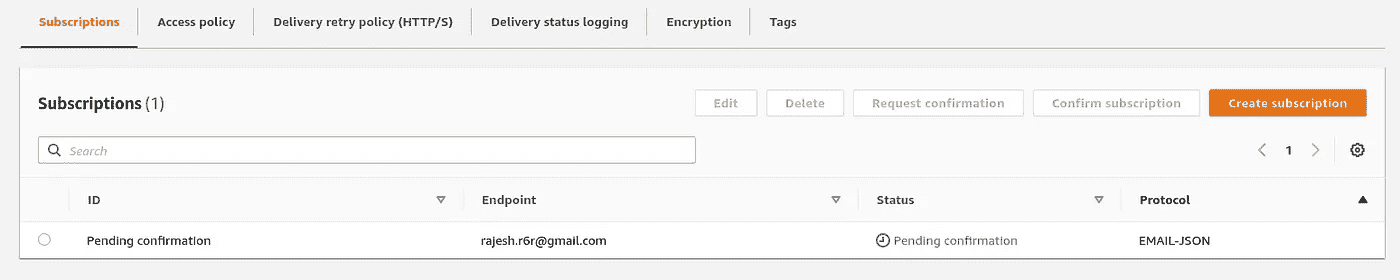 Subscriptions Access policy Delivery retry policy (HTTP/S) Delivery status logging Encryption Tags
Subscriptions (1) Edit Delete Request confirmation Confirm subscription Create subscription
Search 1
ID Endpoint Status Protocol
Pending confirmation rajesh.r6r@gmail.com Pending confirmation EMAIL-JSON